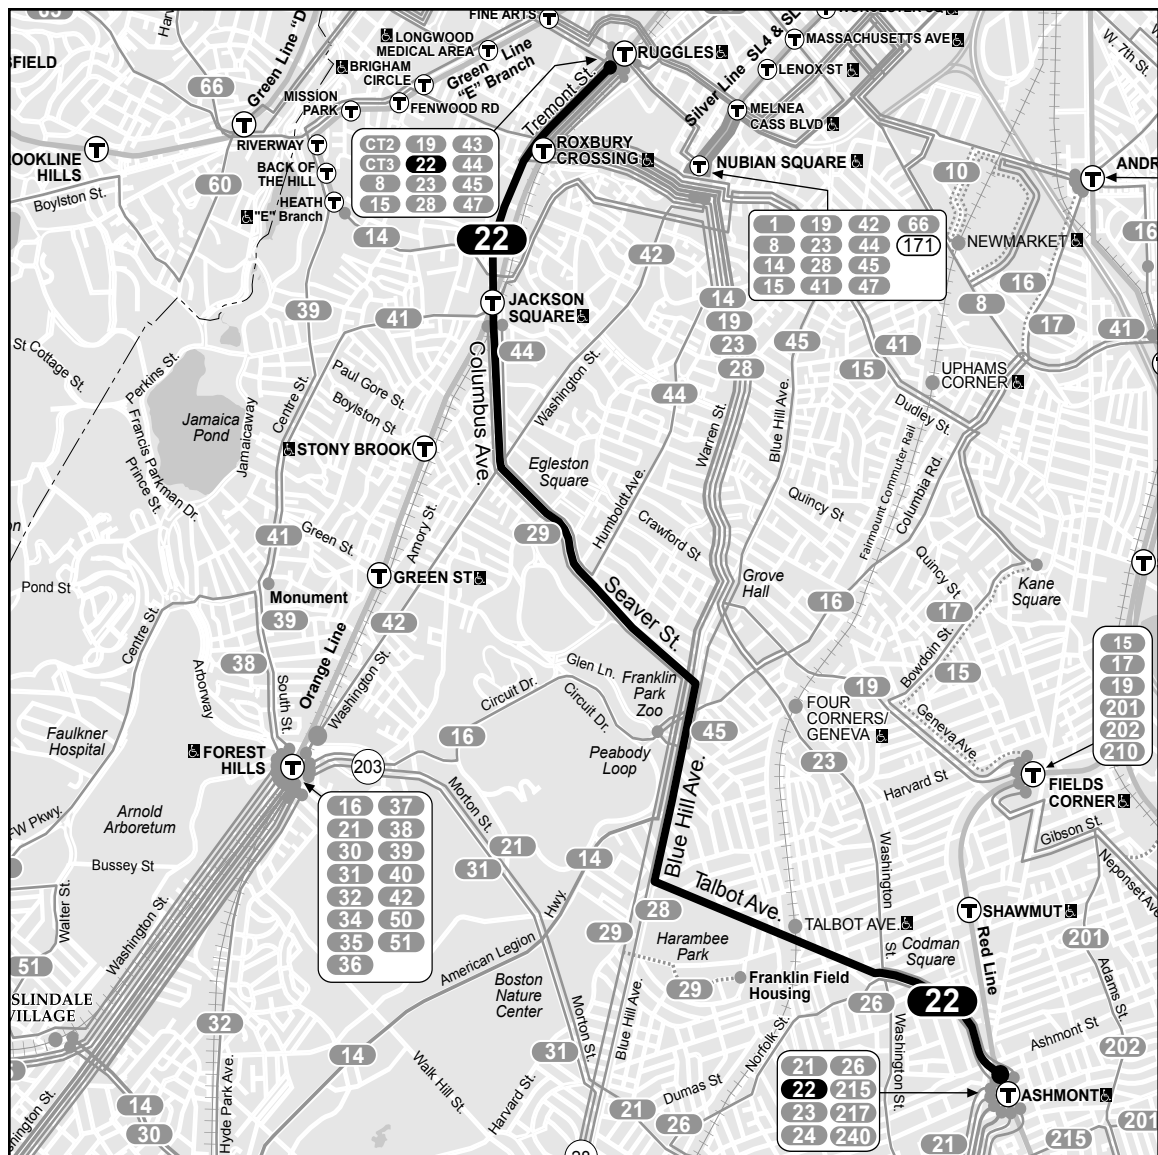 FINE ARTS
WORCESTER SQ
LONGWOOD
MEDICAL AREA
Green Line
"E" Branch
Green Line "D"
RUGGLES
Silver Line SL4 & SL
MASSACHUSETTS AVE
W. 7th St.
BRIGHAM
CIRCLE
LENOX ST
66
MISSION
PARK
FENWOOD RD
Tremont St.
MELNEA
CASS BLVD
OOKLINE
HILLS
RIVERWAY
CT2 19 43
CT3 22 44
8 23 45
15 28 47
ROXBURY
CROSSING
NUBIAN SQUARE
ANDR
BACK OF
THE HILL
60
10
Boylston St.
HEATH
"E" Branch
14
22
1 19 42 66
8 23 44 171
14 28 45
15 41 47
NEWMARKET
16
42
39
41
JACKSON
SQUARE
14
19
23
28
16
8
17
41
45
41
15
44
St Cottage St.
Perkins St.
Paul Gore St.
Boylston St
Washington St.
44
UPHAMS
CORNER
Centre St.
Columbus Ave.
Dudley St.
Jamaica
Pond
Jamaicaway
Francis Parkman Dr.
Prince St.
STONY BROOK
Egleston
Square
Warren St.
Blue Hill Ave.
Fairmount Commuter Rail
Columbia Rd.
Humboldt Ave.
Quincy St
41
Green St.
Amory St.
29
Crawford St
Quincy St
Pond St
Monument
GREEN ST
Grove
Hall
Kane
Square
39
42
Seaver St.
16
17
Bowdoin St.
15
Centre St.
Arborway
38
South St.
Orange Line
Washington St.
Glen Ln.
Circuit Dr.
Circuit Dr.
Franklin
Park
Zoo
15
17
19
201
202
210
19
Faulkner
Hospital
FOREST
HILLS
203
16
Peabody
Loop
45
FOUR
CORNERS/
GENEVA
Geneva Ave.
23
Harvard St
FIELDS
CORNER
FW Pkwy.
Arnold
Arboretum
Bussey St
16 37
21 38
30 39
31 40
32 42
34 50
35 51
36
Morton St.
21
31
14
Blue Hill Ave.
Gibson St.
Neponset Ave
Washington
St.
Walter St.
Washington St.
Hwy.
Talbot Ave.
28
29
TALBOT AVE.
SHAWMUT
201
Harambee
Park
Codman
Square
Red Line
Adams St.
51
American Legion
Boston
Nature
Center
29
Franklin Field
Housing
26
22
SLINDALE
VILLAGE
32
Morton St.
Blue Hill Ave.
Norfolk St.
Washington St.
Ashmont St
202
14
31
Walk Hill St.
Harvard St.
Dumas St
21 26
22 215
23 217
24 240
ASHMONT
14
30
Hyde Park Ave.
21
26
21
215
201